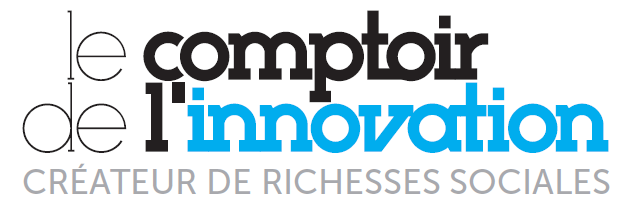 le comptoir
de l'innovation
CRÉATEUR DE RICHESSES SOCIALES